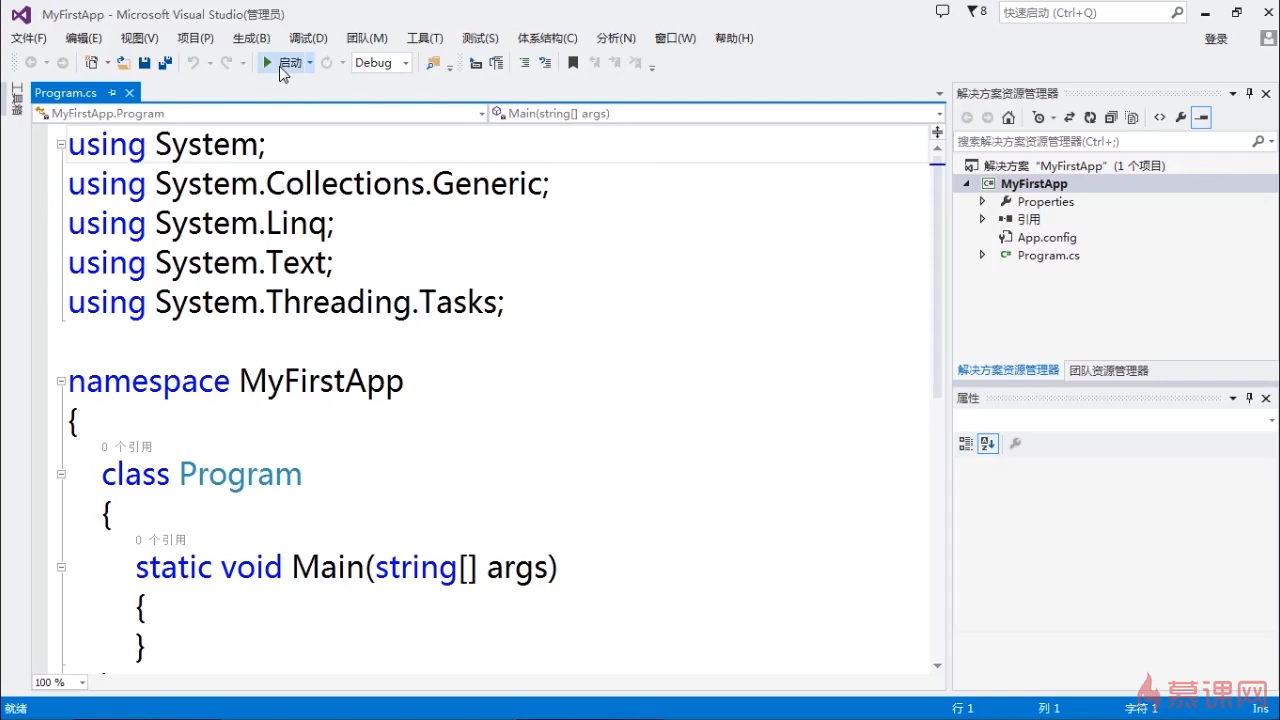 MyFirstApp - Microsoft Visual Studio(管理员)
8
快速启动 (Ctrl+Q)
文件(F) 编辑(E) 视图(V) 项目(P) 生成(B) 调试(D) 团队(M) 工具(T) 测试(S) 体系结构(C) 分析(N) 窗口(W) 帮助(H)
登录
启动 Debug
工具箱
Program.cs
MyFirstApp.Program
Main(string[] args)
using System;
using System.Collections.Generic;
using System.Linq;
using System.Text;
using System.Threading.Tasks;
namespace MyFirstApp
{
0 个引用
class Program
{
0 个引用
static void Main(string[] args)
{
}
100 %
解决方案资源管理器
搜索解决方案资源管理器(Ctrl+;)
解决方案 "MyFirstApp" (1 个项目)
MyFirstApp
Properties
引用
App.config
Program.cs
解决方案资源管理器 团队资源管理器
属性
就绪
行 1
列 1
字符 1
Ins
慕课网